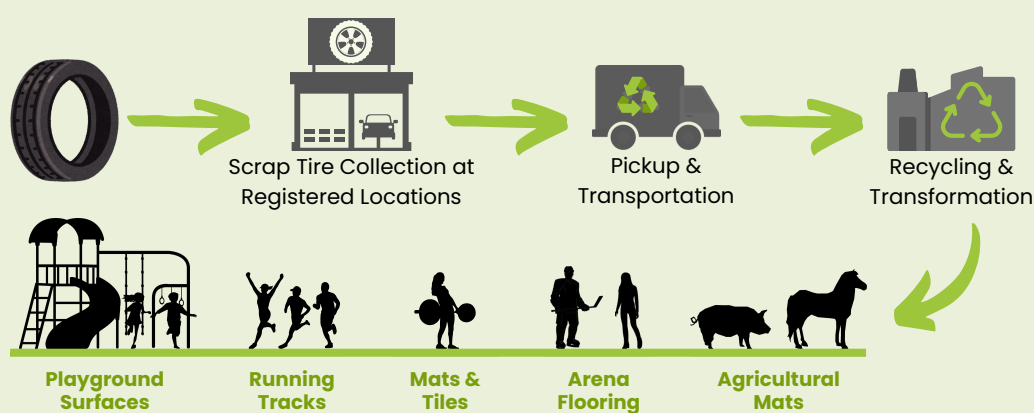 Scrap Tire Collection at
Registered Locations
Pickup &
Transportation
Recycling &
Transformation
Playground
Surfaces
Running
Tracks
Mats &
Tiles
Arena
Flooring
Agricultural
Mats